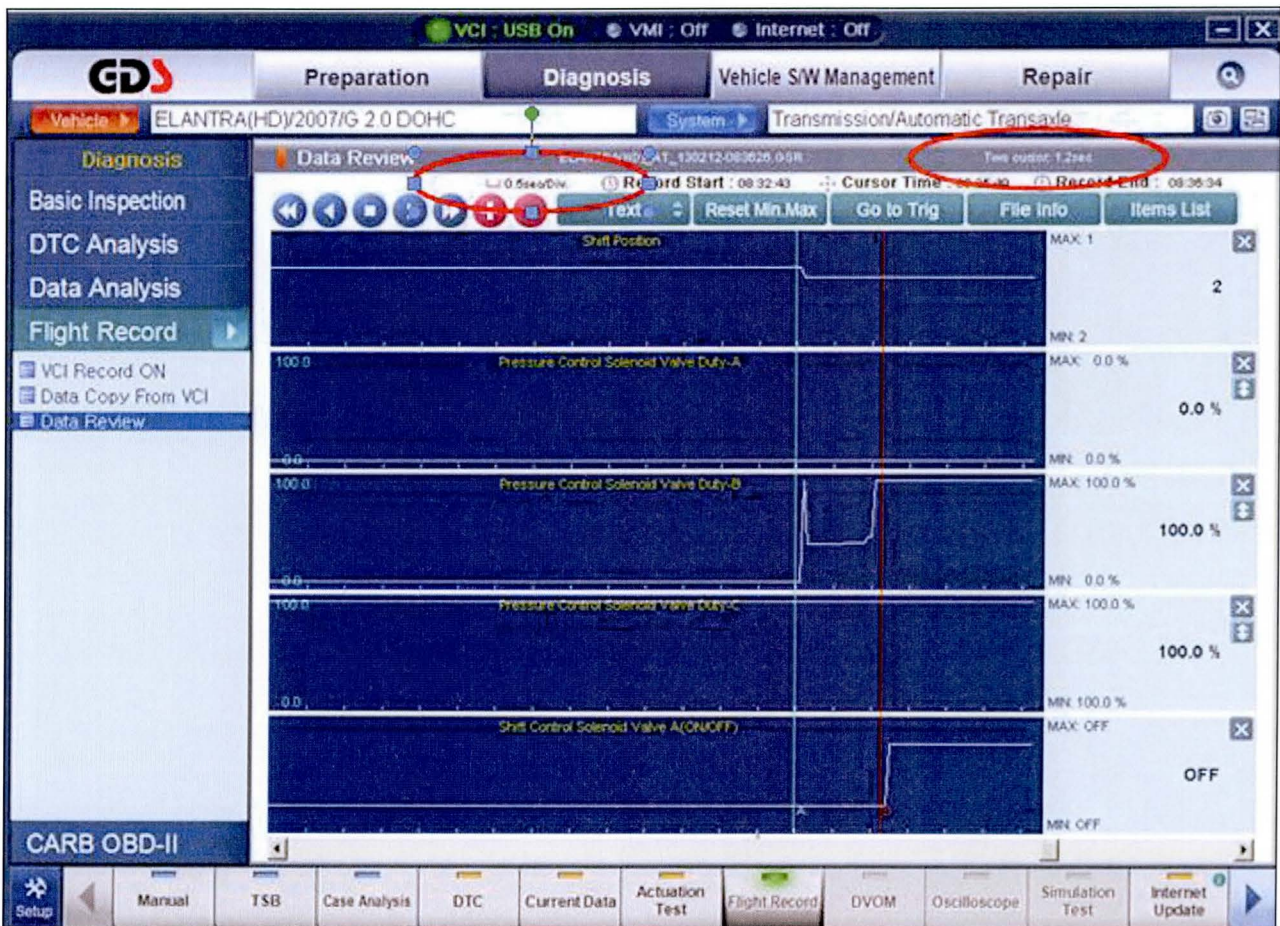 VCI : USB On VMI : Off Internet : Off
GDS Preparation Diagnosis Vehicle S/W Management Repair
Vehicle ELANTRA(HD)/2007/G 2.0 DOHC System Transmission/Automatic Transaxle
Diagnosis
Basic Inspection
DTC Analysis
Data Analysis
Flight Record
VCI Record ON
Data Copy From VCI
Data Review
CARB OBD-II
Data Review Two cursor: 1.2sec
0.5sec/Div. Record Start : 08:32:43 Cursor Time Record End : 08:36:34
Text Reset Min.Max Go to Trig File Info Items List
Shift Position MAX: 1
2
MIN: 2
100.0 Pressure Control Solenoid Valve Duty-A MAX: 0.0 %
0.0 %
0.0 MIN: 0.0 %
100.0 Pressure Control Solenoid Valve Duty-B MAX: 100.0 %
100.0 %
0.0 MIN: 0.0 %
100.0 Pressure Control Solenoid Valve Duty-C MAX: 100.0 %
100.0 %
0.0 MIN: 100.0 %
Shift Control Solenoid Valve A(ON/OFF) MAX: OFF
OFF
A
MIN: OFF
Setup Manual TSB Case Analysis DTC Current Data Actuation Test Flight Record DVOM Oscilloscope Simulation Test Internet Update